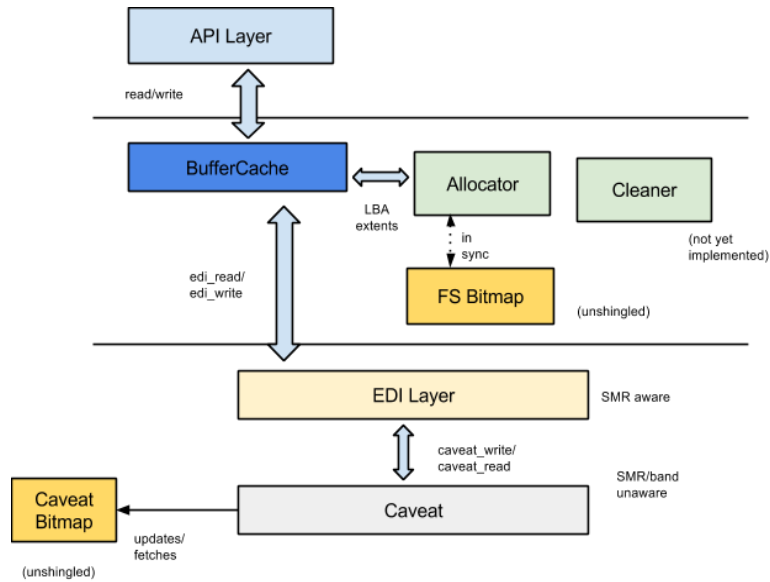 API Layer
read/write
BufferCache
Allocator
Cleaner
LBA
extents
in
sync
(not yet
implemented)
edi_read/
edi_write
FS Bitmap
(unshingled)
EDI Layer
SMR aware
caveat_write/
caveat_read
SMR/band
unaware
Caveat
Bitmap
Caveat
updates/
fetches
(unshingled)